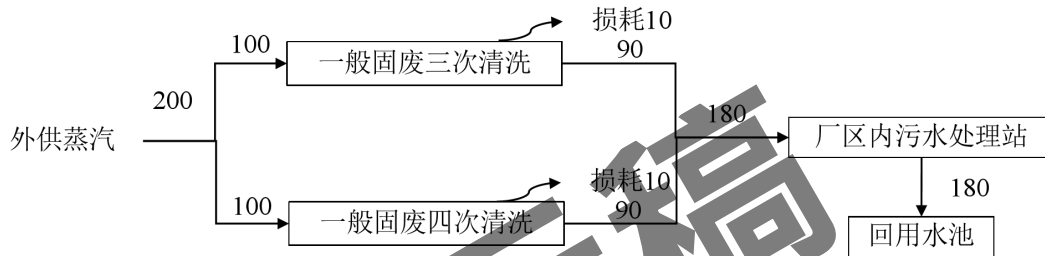 损耗10
100
90
一般固废三次清洗
200
180
外供蒸汽
厂区内污水处理站
损耗10
100
90
180
一般固废四次清洗
回用水池
稿